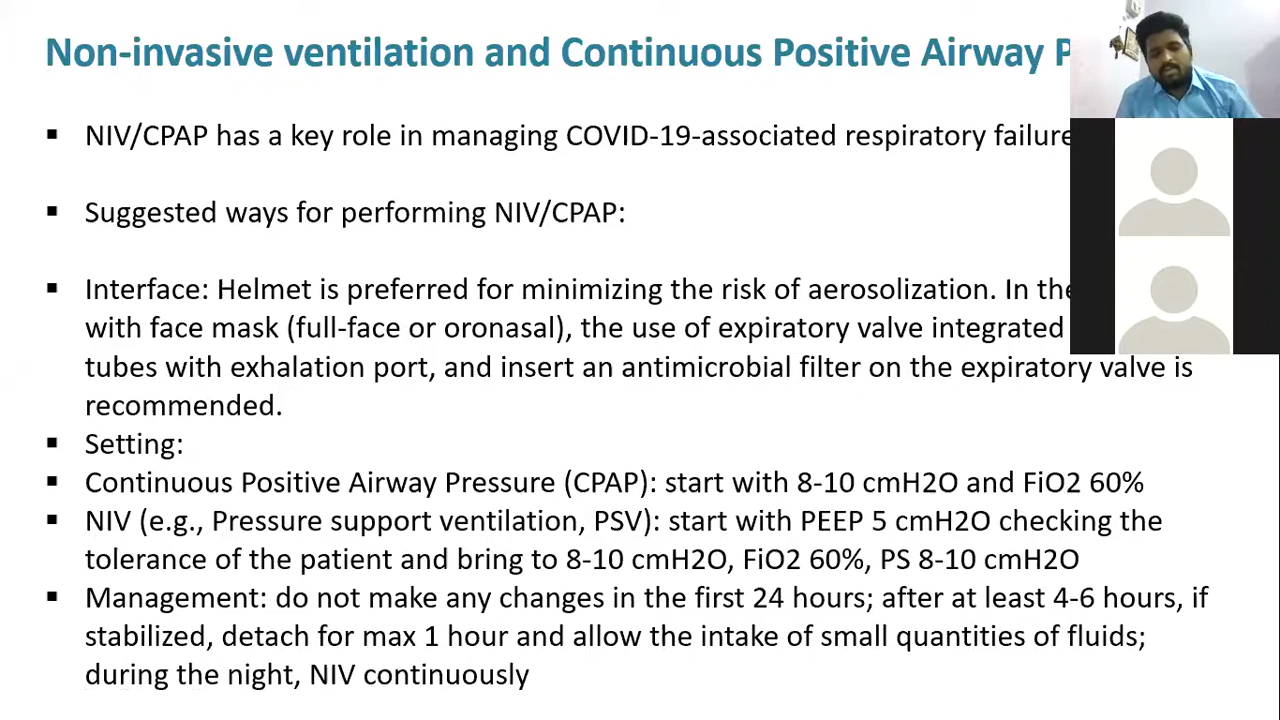 Non-invasive ventilation and Continuous Positive Airway P
▪ NIV/CPAP has a key role in managing COVID-19-associated respiratory failure
▪ Suggested ways for performing NIV/CPAP:
▪ Interface: Helmet is preferred for minimizing the risk of aerosolization. In the
with face mask (full-face or oronasal), the use of expiratory valve integrated
tubes with exhalation port, and insert an antimicrobial filter on the expiratory valve is
recommended.
▪ Setting:
▪ Continuous Positive Airway Pressure (CPAP): start with 8-10 cmH2O and FiO2 60%
▪ NIV (e.g., Pressure support ventilation, PSV): start with PEEP 5 cmH2O checking the
tolerance of the patient and bring to 8-10 cmH2O, FiO2 60%, PS 8-10 cmH2O
▪ Management: do not make any changes in the first 24 hours; after at least 4-6 hours, if
stabilized, detach for max 1 hour and allow the intake of small quantities of fluids;
during the night, NIV continuously